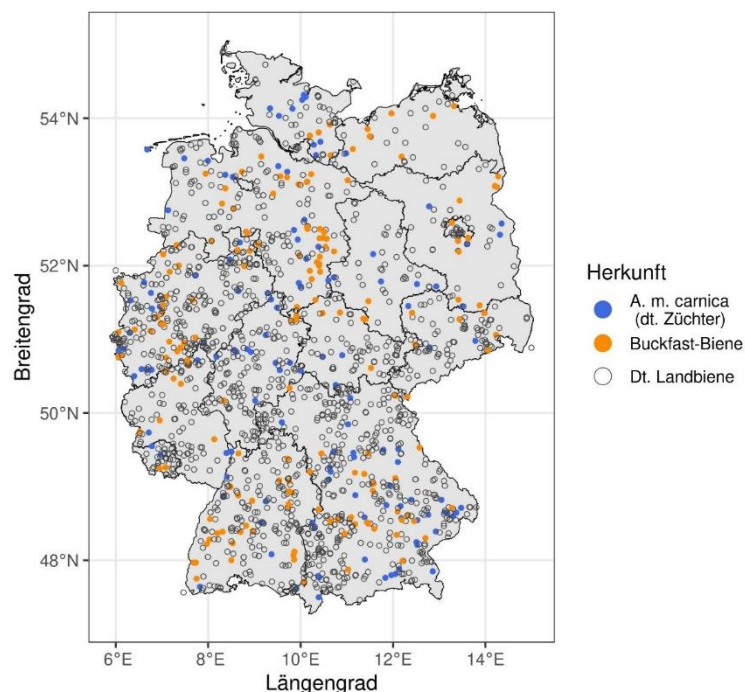 54°N
52°N
50°N
48°N
Breitengrad
6°E 8°E 10°E 12°E 14°E
Längengrad
Herkunft
A. m. carnica
(dt. Züchter)
Buckfast-Biene
Dt. Landbiene